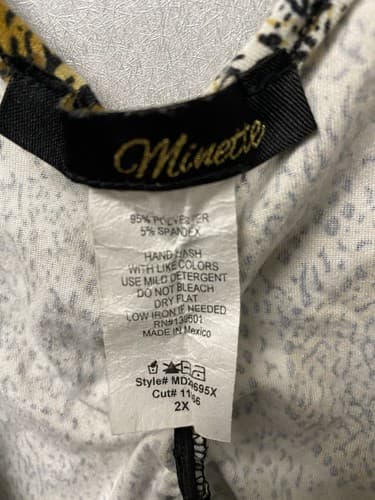 Minette
95% POLYESTER
5% SPANDEX
HAND WASH
WITH LIKE COLORS
USE MILD DETERGENT
DO NOT BLEACH
DRY FLAT
LOW IRON IF NEEDED
MADE IN Mexico
2X